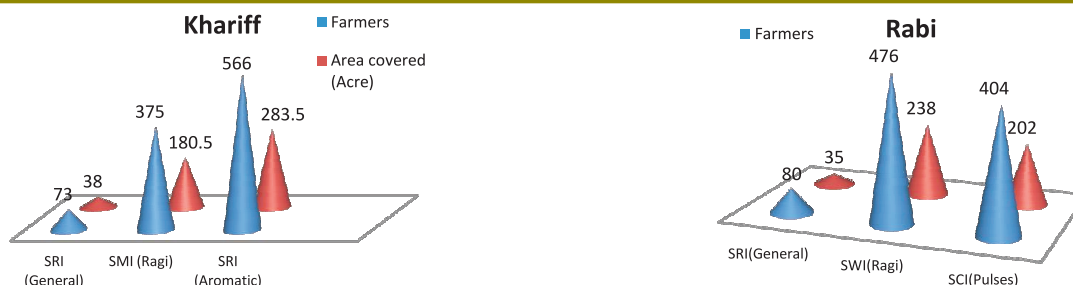 Khariff
Farmers
Area covered
(Acre)
566
375
283.5
180.5
73
38
SRI
(General)
SMI (Ragi)
SRI
(Aromatic)
Rabi
Farmers
476
404
238
202
80
35
SRI(General)
SWI(Ragi)
SCI(Pulses)